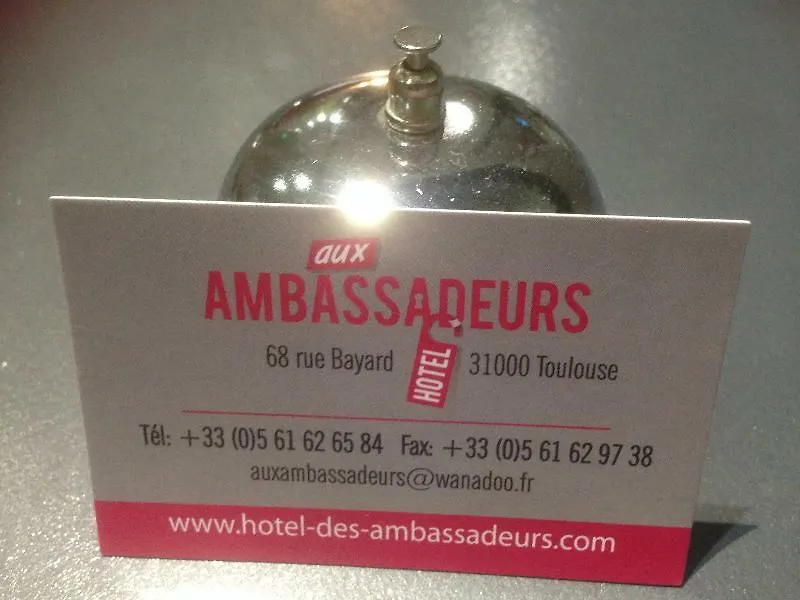 aux
AMBASSADEURS
68 rue Bayard HOTEL 31000 Toulouse
Tél: +33 (0)5 61 62 65 84 Fax: +33 (0)5 61 62 97 38
auxambassadeurs@wanadoo.fr
www.hotel-des-ambassadeurs.com